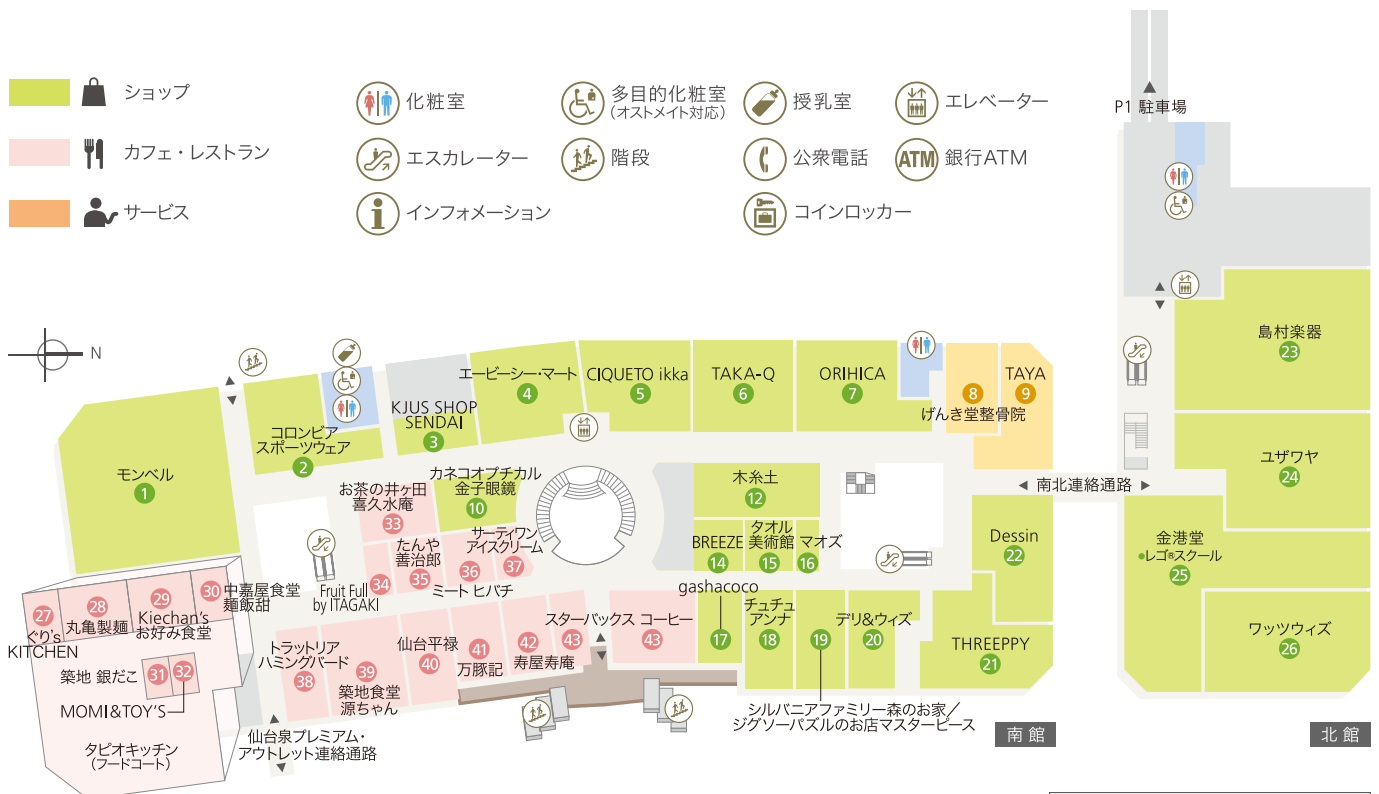 ショップ
カフェ・レストラン
サービス
化粧室
エスカレーター
インフォメーション
多目的化粧室
(オストメイト対応)
階段
授乳室
公衆電話
コインロッカー
エレベーター
ATM 銀行ATM
P1 駐車場
N
モンベル
1
コロンビア
スポーツウェア
2
KJUS SHOP
SENDAI
3
エービーシー・マート
4
CIQUETO ikka
5
TAKA-Q
6
ORIHICA
7
8
げんき堂整骨院
TAYA
9
島村楽器
23
ユザワヤ
24
南北連絡通路
金港堂
レゴ®スクール
25
ワッツウィズ
26
カネコオプチカル
金子眼鏡
10
お茶の井ヶ田
喜久水庵
33
たんや
善治郎
35
サーティワン
アイスクリーム
37
36
ミート ヒバチ
34
Fruit Full
by ITAGAKI
木糸土
12
BREEZE
14
タオル
美術館
15
マオズ
16
Dessin
22
gashacoco
17
チュチュ
アンナ
18
19
デリ&ウィズ
20
THREEPPY
21
シルバニアファミリー森のお家/
ジグソーパズルのお店マスターピース
スターバックス コーヒー
43
43
42
寿屋寿庵
41
万豚記
仙台平禄
40
39
築地食堂
源ちゃん
トラットリア
ハミングバード
38
27
ぐり's
KITCHEN
28
丸亀製麺
29
Kiechan's
お好み食堂
30
中嘉屋食堂
麺飯甜
築地 銀だこ
31
32
MOMI&TOY'S
タピオキッチン
(フードコート)
仙台泉プレミアム・
アウトレット連絡通路
南館
北館